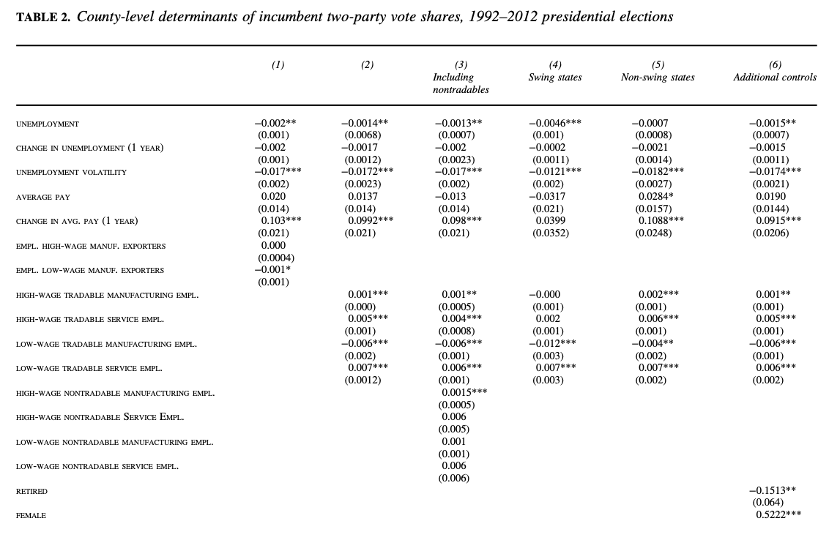 TABLE 2. County-level determinants of incumbent two-party vote shares, 1992–2012 presidential elections
(1) (2) (3) (4) (5) (6)
Including Swing states Non-swing states Additional controls
nontradables
UNEMPLOYMENT −0.002** −0.0014** −0.0013** −0.0046*** −0.0007 −0.0015**
(0.001) (0.0068) (0.0007) (0.001) (0.0008) (0.0007)
CHANGE IN UNEMPLOYMENT (1 YEAR) −0.002 −0.0017 −0.002 −0.0002 −0.0021 −0.0015
(0.001) (0.0012) (0.0023) (0.0011) (0.0014) (0.0011)
UNEMPLOYMENT VOLATILITY −0.017*** −0.0172*** −0.017*** −0.0121*** −0.0182*** −0.0174***
(0.002) (0.0023) (0.002) (0.002) (0.0027) (0.0021)
AVERAGE PAY 0.020 0.0137 −0.013 −0.0317 0.0284* 0.0190
(0.014) (0.014) (0.014) (0.021) (0.0157) (0.0144)
CHANGE IN AVG. PAY (1 YEAR) 0.103*** 0.0992*** 0.098*** 0.0399 0.1088*** 0.0915***
(0.021) (0.021) (0.021) (0.0352) (0.0248) (0.0206)
EMPL. HIGH-WAGE MANUF. EXPORTERS 0.000
(0.0004)
EMPL. LOW-WAGE MANUF. EXPORTERS −0.001*
(0.001)
HIGH-WAGE TRADABLE MANUFACTURING EMPL. 0.001*** 0.001** −0.000 0.002*** 0.001**
(0.000) (0.0005) (0.001) (0.001) (0.001)
HIGH-WAGE TRADABLE SERVICE EMPL. 0.005*** 0.004*** 0.002 0.006*** 0.005***
(0.001) (0.0008) (0.001) (0.001) (0.001)
LOW-WAGE TRADABLE MANUFACTURING EMPL. −0.006*** −0.006*** −0.012*** −0.004** −0.006***
(0.002) (0.001) (0.003) (0.002) (0.001)
LOW-WAGE TRADABLE SERVICE EMPL. 0.007*** 0.006*** 0.007*** 0.007*** 0.006***
(0.0012) (0.001) (0.003) (0.002) (0.002)
HIGH-WAGE NONTRADABLE MANUFACTURING EMPL. 0.0015***
(0.0005)
HIGH-WAGE NONTRADABLE SERVICE EMPL. 0.006
(0.005)
LOW-WAGE NONTRADABLE MANUFACTURING EMPL. 0.001
(0.001)
LOW-WAGE NONTRADABLE SERVICE EMPL. 0.006
(0.006)
RETIRED −0.1513**
(0.064)
FEMALE 0.5222***